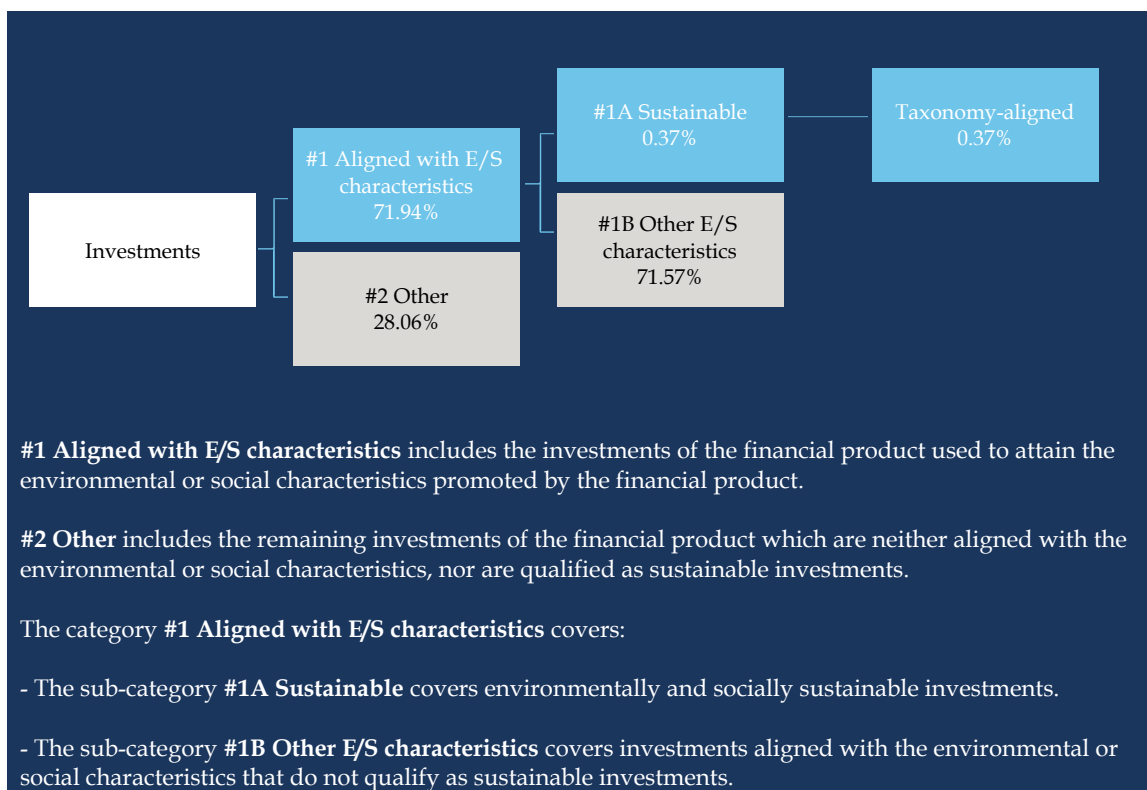 Investments
#1 Aligned with E/S
characteristics
71.94%
#2 Other
28.06%
#1A Sustainable
0.37%
#1B Other E/S
characteristics
71.57%
Taxonomy-aligned
0.37%
#1 Aligned with E/S characteristics includes the investments of the financial product used to attain the
environmental or social characteristics promoted by the financial product.
#2 Other includes the remaining investments of the financial product which are neither aligned with the
environmental or social characteristics, nor are qualified as sustainable investments.
The category #1 Aligned with E/S characteristics covers:
- The sub-category #1A Sustainable covers environmentally and socially sustainable investments.
- The sub-category #1B Other E/S characteristics covers investments aligned with the environmental or
social characteristics that do not qualify as sustainable investments.